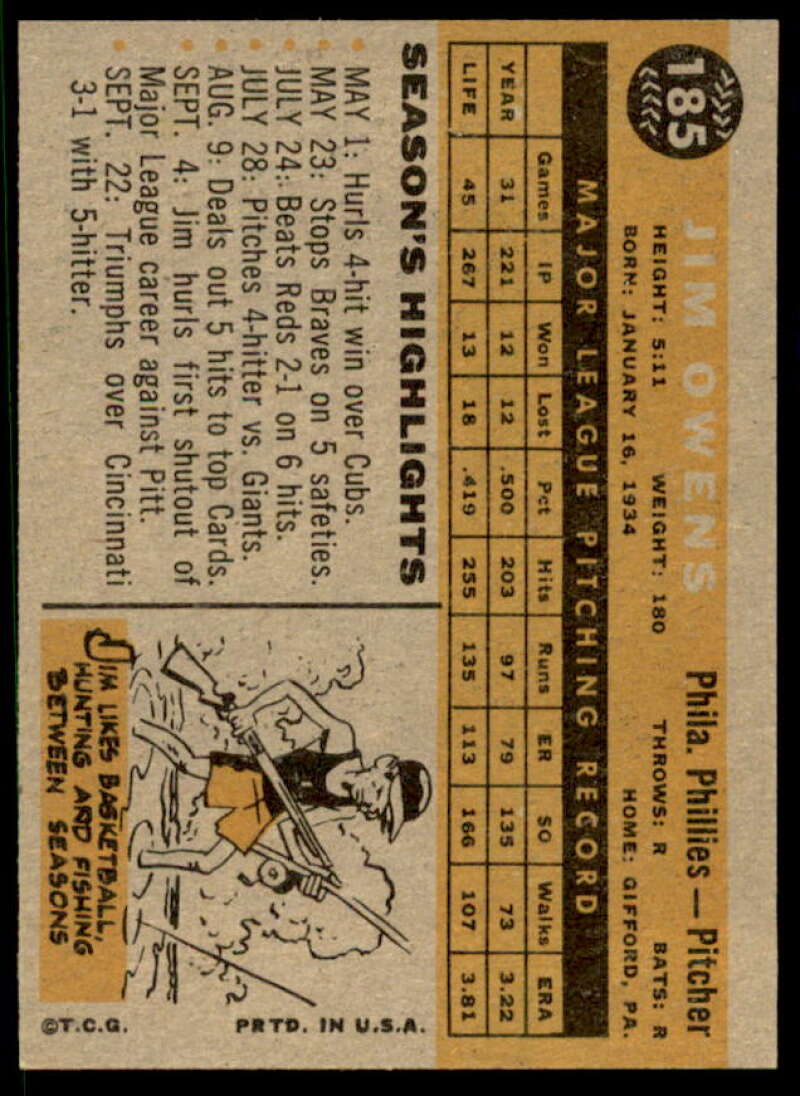 185
JIM OWENS
Phila. Phillies — Pitcher
HEIGHT: 5:11 WEIGHT: 180 THROWS: R BATS: R
BORN: JANUARY 16, 1934 HOME: GIFFORD, PA.
MAJOR LEAGUE PITCHING RECORD
Games IP Won Lost Pct Hits Runs ER SO Walks ERA
YEAR 31 221 12 12 .500 203 97 79 135 73 3.22
LIFE 45 267 13 18 .419 255 135 113 166 107 3.81
SEASON'S HIGHLIGHTS
MAY 1: Hurls 4-hit win over Cubs.
MAY 23: Stops Braves on 5 safeties.
JULY 24: Beats Reds 2-1 on 6 hits.
JULY 28: Pitches 4-hitter vs. Giants.
AUG. 9: Deals out 5 hits to top Cards.
SEPT. 4: Jim hurls first shutout of
Major League career against Pitt.
SEPT. 22: Triumphs over Cincinnati
3-1 with 5-hitter.
JIM LIKES BASKETBALL,
HUNTING AND FISHING
BETWEEN SEASONS
©T.C.G. PRTD. IN U.S.A.